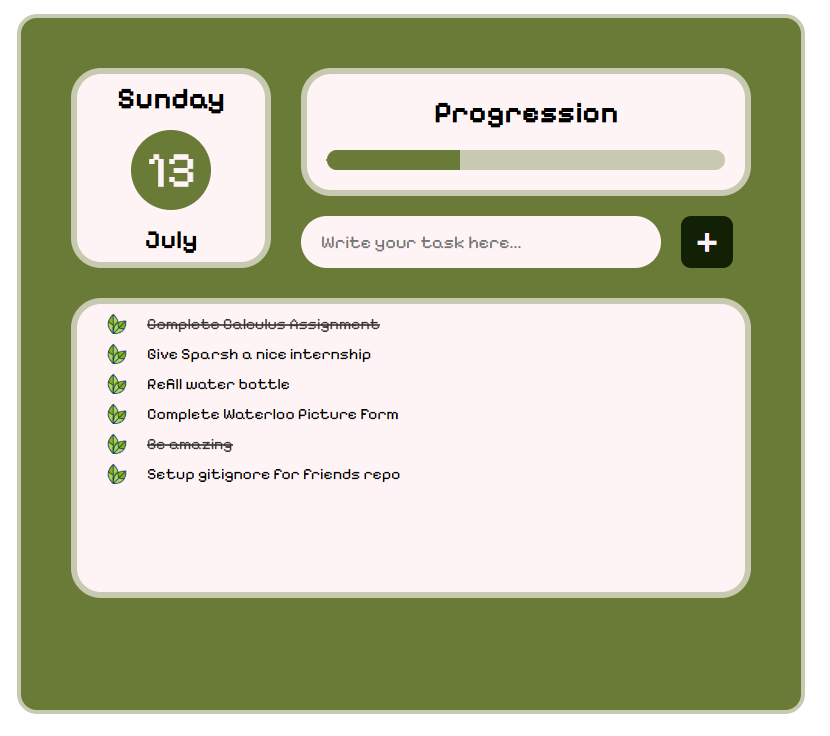 Sunday
13
July
Progression
Write your task here...
+
Complete Calculus Assignment
Give Sparsh a nice internship
Refill water bottle
Complete Waterloo Picture Form
Be amazing
Setup gitignore for friends repo